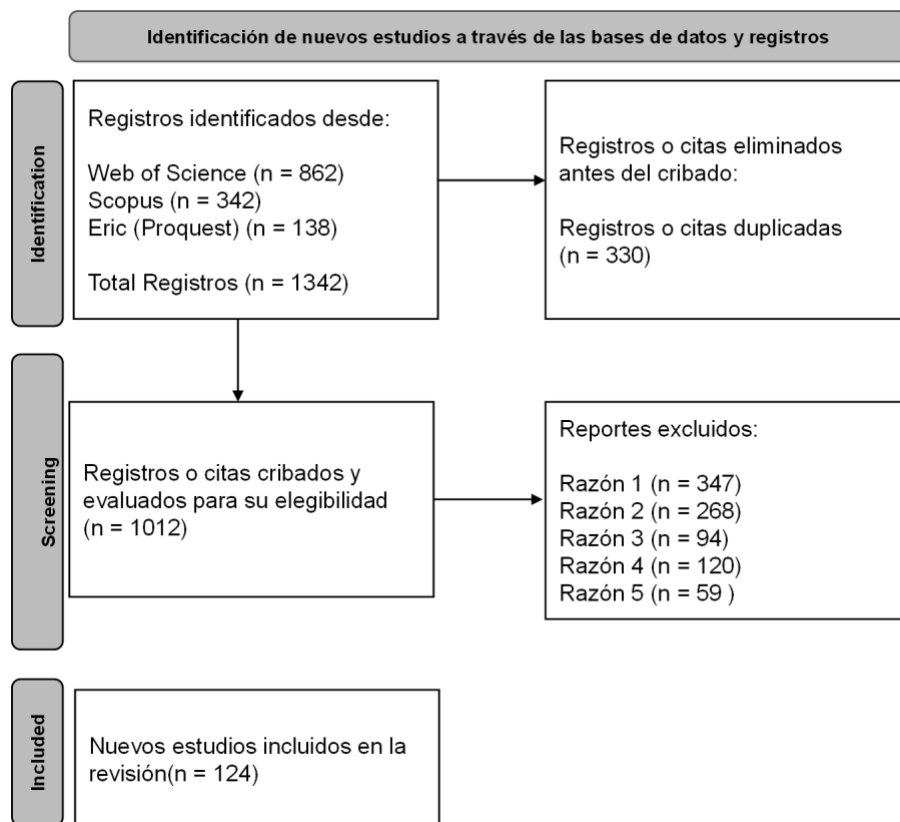 Identificación de nuevos estudios a través de las bases de datos y registros
Identification
Registros identificados desde:
Web of Science (n = 862)
Scopus (n = 342)
Eric (Proquest) (n = 138)
Total Registros (n = 1342)
Registros o citas eliminados
antes del cribado:
Registros o citas duplicadas
(n = 330)
Screening
Registros o citas cribados y
evaluados para su elegibilidad
(n = 1012)
Reportes excluidos:
Razón 1 (n = 347)
Razón 2 (n = 268)
Razón 3 (n = 94)
Razón 4 (n = 120)
Razón 5 (n = 59 )
Included
Nuevos estudios incluidos en la
revisión(n = 124)